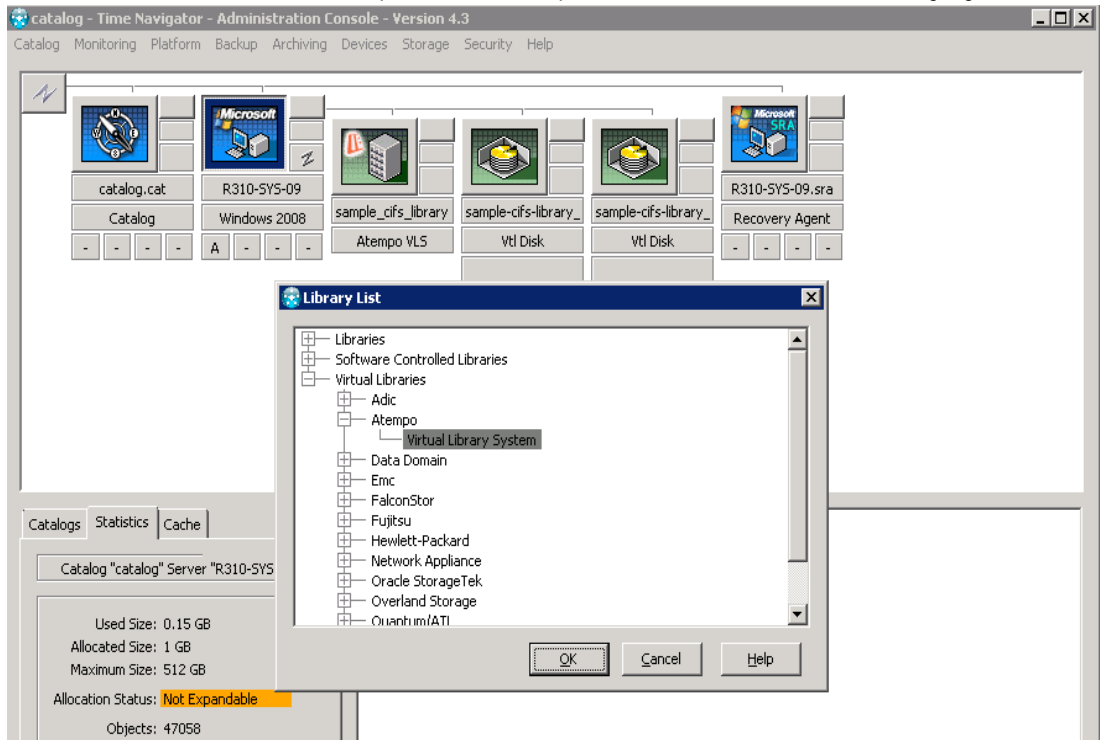 catalog - Time Navigator - Administration Console - Version 4.3
Catalog Monitoring Platform Backup Archiving Devices Storage Security Help
Microsoft
Microsoft
SRA
catalog.cat
R310-SYS-09
sample_cifs_library
sample-cifs-library_
sample-cifs-library_
R310-SYS-09.sra
Catalog
Windows 2008
Atempo VLS
Vtl Disk
Vtl Disk
Recovery Agent
- - - -
A - - -
- - - -
Library List
Libraries
Software Controlled Libraries
Virtual Libraries
Adic
Atempo
Virtual Library System
Data Domain
Emc
FalconStor
Fujitsu
Hewlett-Packard
Network Appliance
Oracle StorageTek
Overland Storage
Quantum/ATL
OK Cancel Help
Catalogs Statistics Cache
Catalog "catalog" Server "R310-SYS
Used Size: 0.15 GB
Allocated Size: 1 GB
Maximum Size: 512 GB
Allocation Status: Not Expandable
Objects: 47058